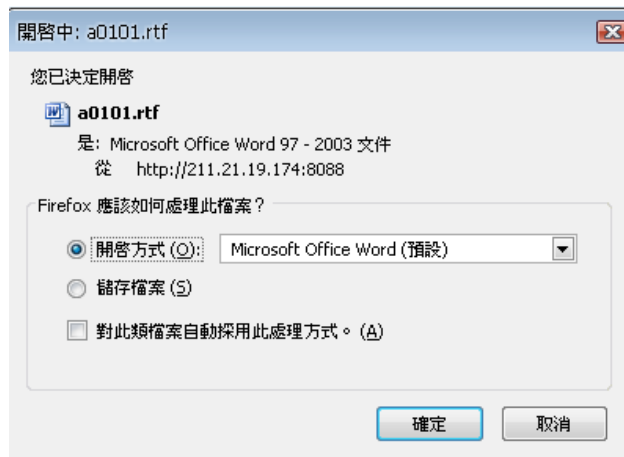 開啓中: a0101.rtf
您已決定開啓
a0101.rtf
是: Microsoft Office Word 97 - 2003 文件
從 http://211.21.19.174:8088
Firefox 應該如何處理此檔案？
開啓方式(O): Microsoft Office Word (預設)
儲存檔案(S)
對此類檔案自動採用此處理方式。(A)
確定 取消